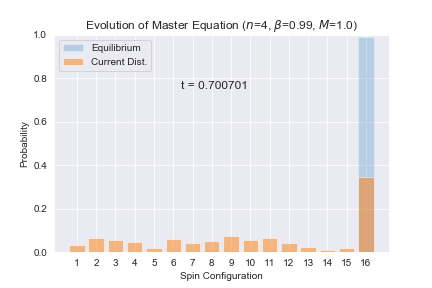 Evolution of Master Equation (n=4, β=0.99, M=1.0)
Equilibrium
Current Dist.
t = 0.700701
1.0
0.8
0.6
0.4
0.2
0.0
Probability
1 2 3 4 5 6 7 8 9 10 11 12 13 14 15 16
Spin Configuration